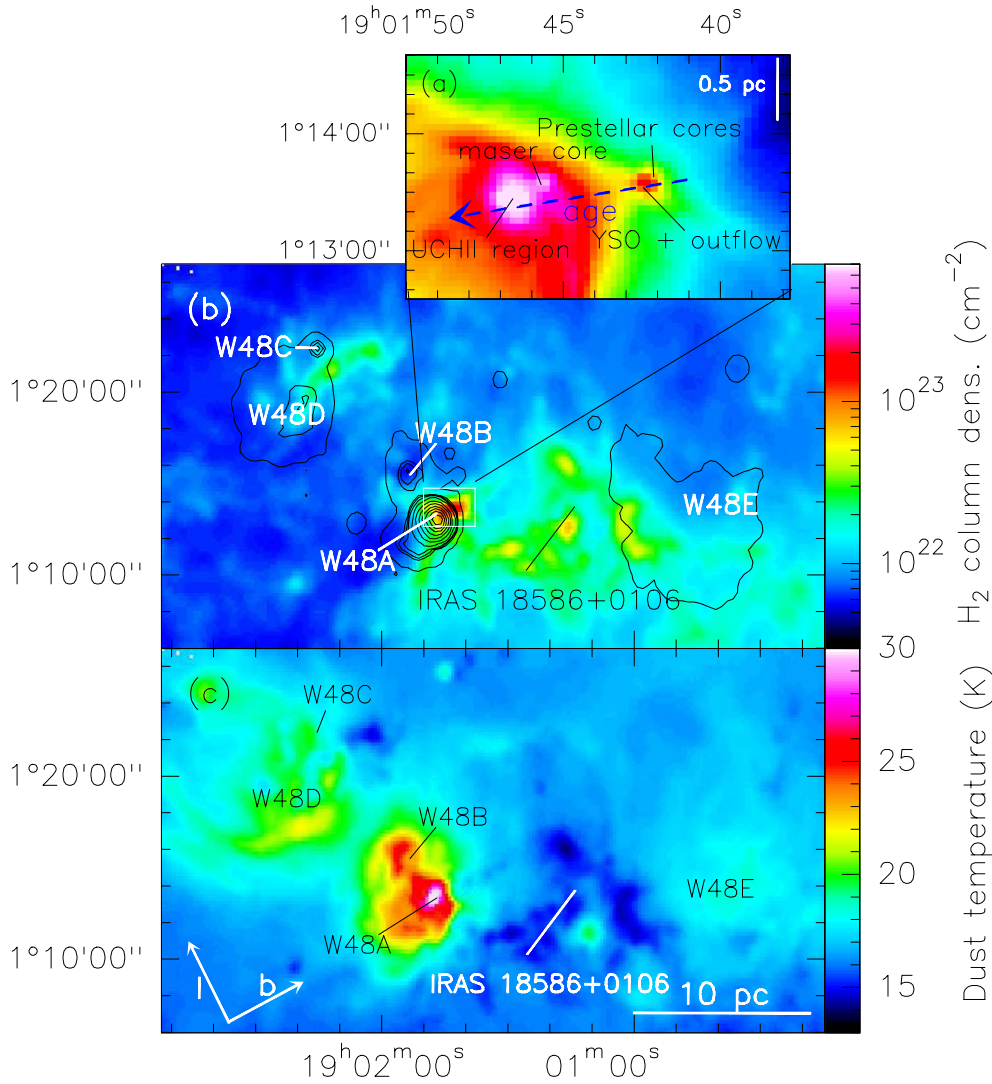 19h01m50s 45s 40s
(a)
0.5 pc
1°14'00''
Prestellar cores
maser core
age
UCHII region
YSO + outflow
1°13'00''
(b)
W48C
1°20'00''
W48D
W48B
W48E
W48A
1°10'00''
IRAS 18586+0106
10²³
10²²
H₂ column dens. (cm⁻²)
30
(c)
W48C
25
1°20'00''
W48D
W48B
20
W48E
W48A
1°10'00''
IRAS 18586+0106
10 pc
l
b
15
Dust temperature (K)
19h02m00s 01m00s